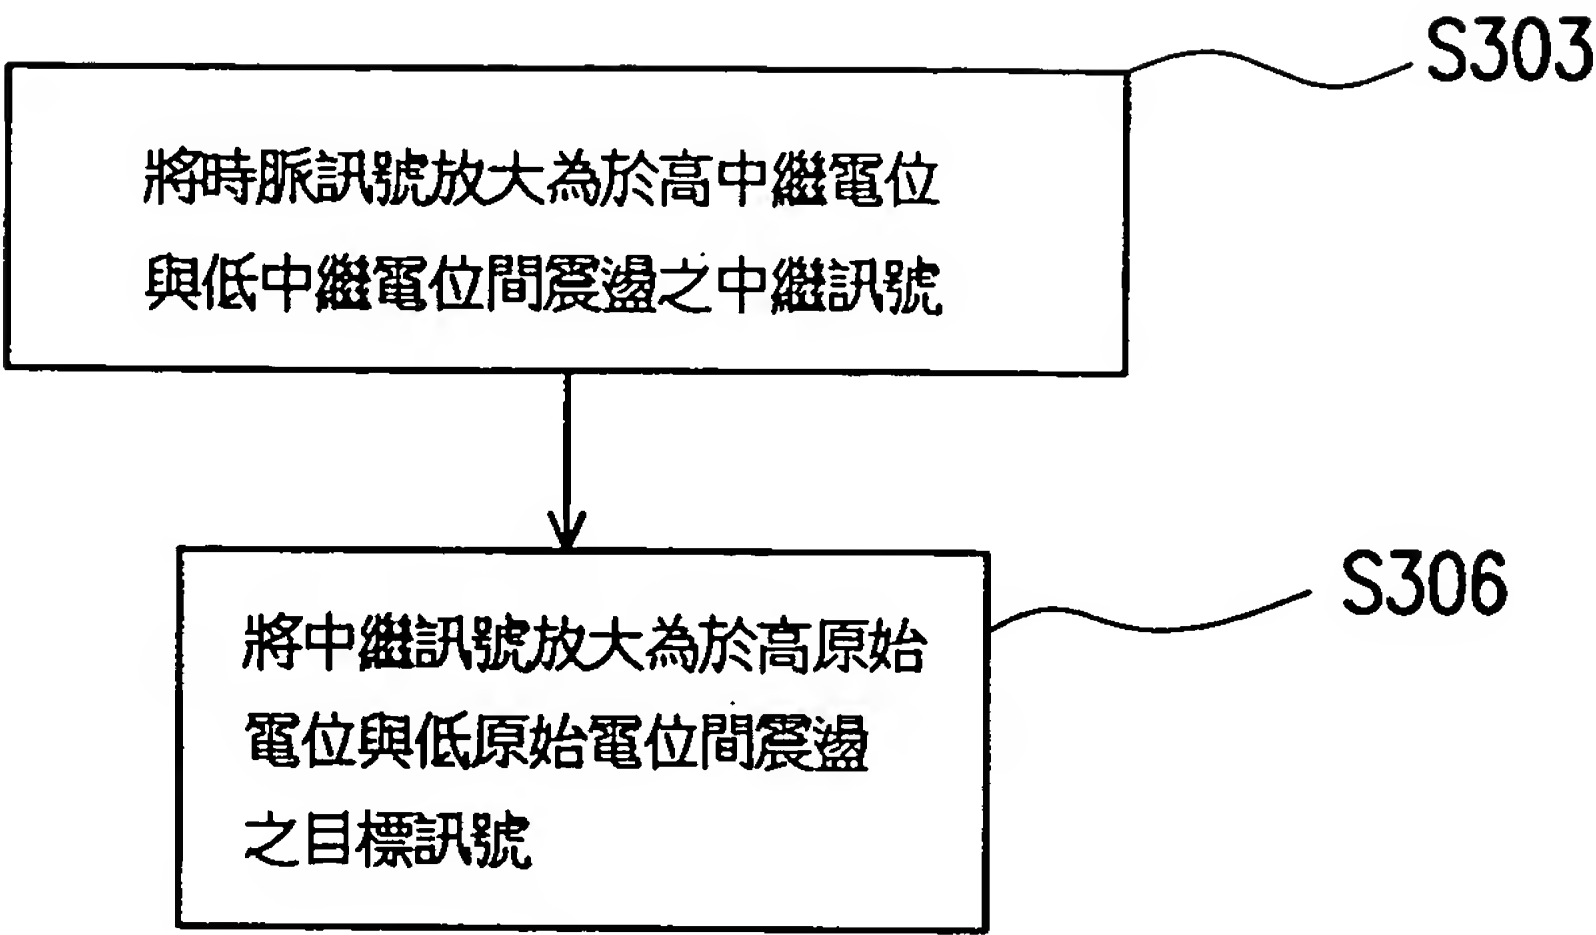 S303
將時脈訊號放大為於高中繼電位
與低中繼電位間震盪之中繼訊號
S306
將中繼訊號放大為於高原始
電位與低原始電位間震盪
之目標訊號